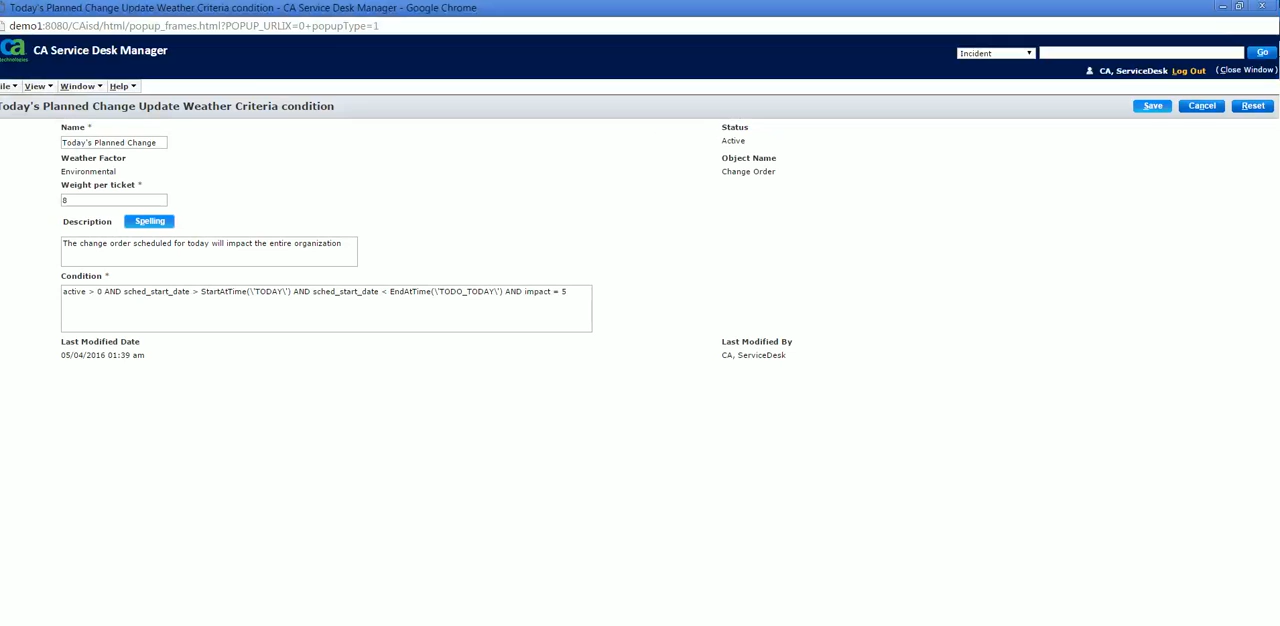 Today's Planned Change Update Weather Criteria condition - CA Service Desk Manager - Google Chrome
demo1:8080/CAisd/html/popup_frames.html?POPUP_URLIX=0+popupType=1
ca technologies CA Service Desk Manager Incident Go
CA, ServiceDesk Log Out ( Close Window )
ile View Window Help
Today's Planned Change Update Weather Criteria condition Save Cancel Reset
Name * Status
Today's Planned Change Active
Weather Factor Object Name
Environmental Change Order
Weight per ticket *
8
Description Spelling
The change order scheduled for today will impact the entire organization
Condition *
active > 0 AND sched_start_date > StartAtTime(\'TODAY\') AND sched_start_date < EndAtTime(\'TODO_TODAY\') AND impact = 5
Last Modified Date Last Modified By
05/04/2016 01:39 am CA, ServiceDesk